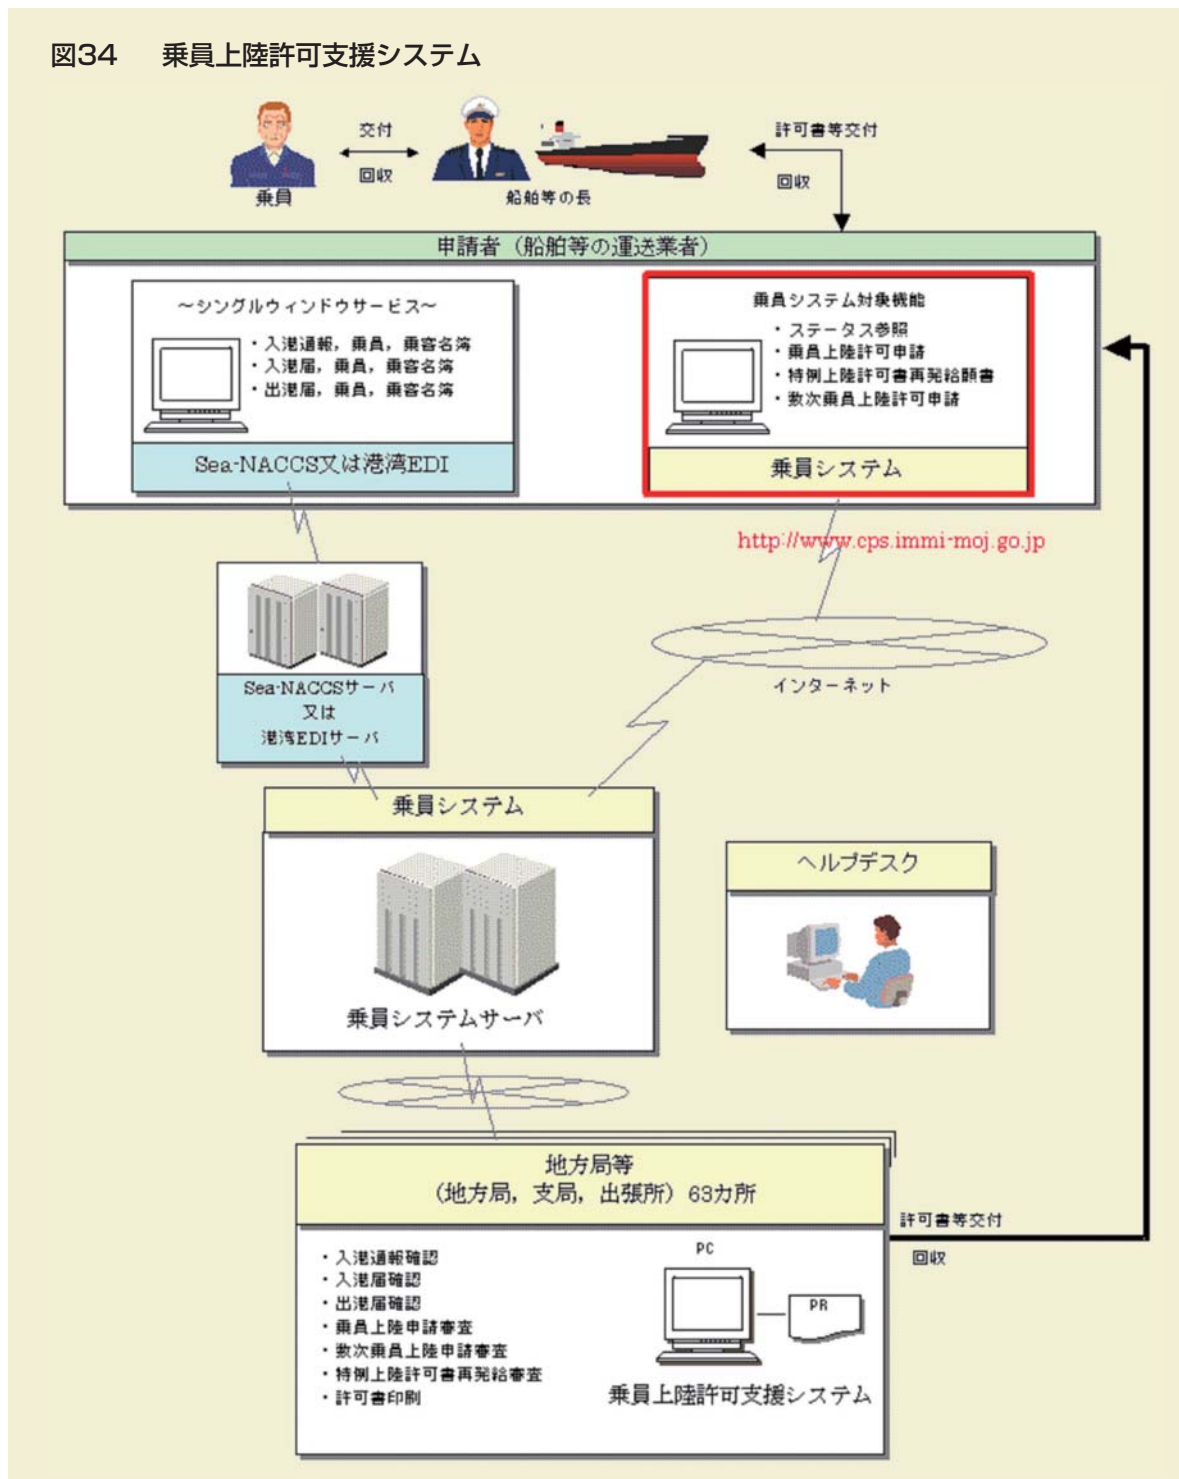 図34 乗員上陸許可支援システム
交付
回収
乗員
船舶等の長
許可書等交付
回収
申請者（船舶等の運送業者）
～シングルウィンドウサービス～
・入港通報，乗員，乗客名簿
・入港届，乗員，乗客名簿
・出港届，乗員，乗客名簿
Sea-NACCS又は港湾EDI
乗員システム対象機能
・ステータス参照
・乗員上陸許可申請
・特例上陸許可書再発給願書
・数次乗員上陸許可申請
乗員システム
http://www.cps.immi-moj.go.jp
Sea-NACCSサーバ
又は
港湾EDIサーバ
インターネット
乗員システム
乗員システムサーバ
ヘルプデスク
地方局等
（地方局，支局，出張所）63カ所
・入港通報確認
・入港届確認
・出港届確認
・乗員上陸申請審査
・数次乗員上陸申請審査
・特例上陸許可書再発給審査
・許可書印刷
PC
PR
乗員上陸許可支援システム
許可書等交付
回収